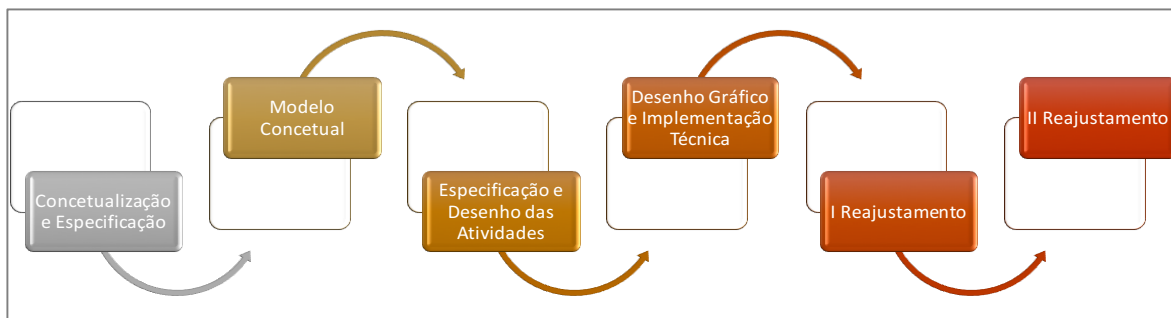 Concetualização
e Especificação
Modelo
Concetual
Especificação e
Desenho das
Atividades
Desenho Gráfico
e Implementação
Técnica
I Reajustamento
II Reajustamento